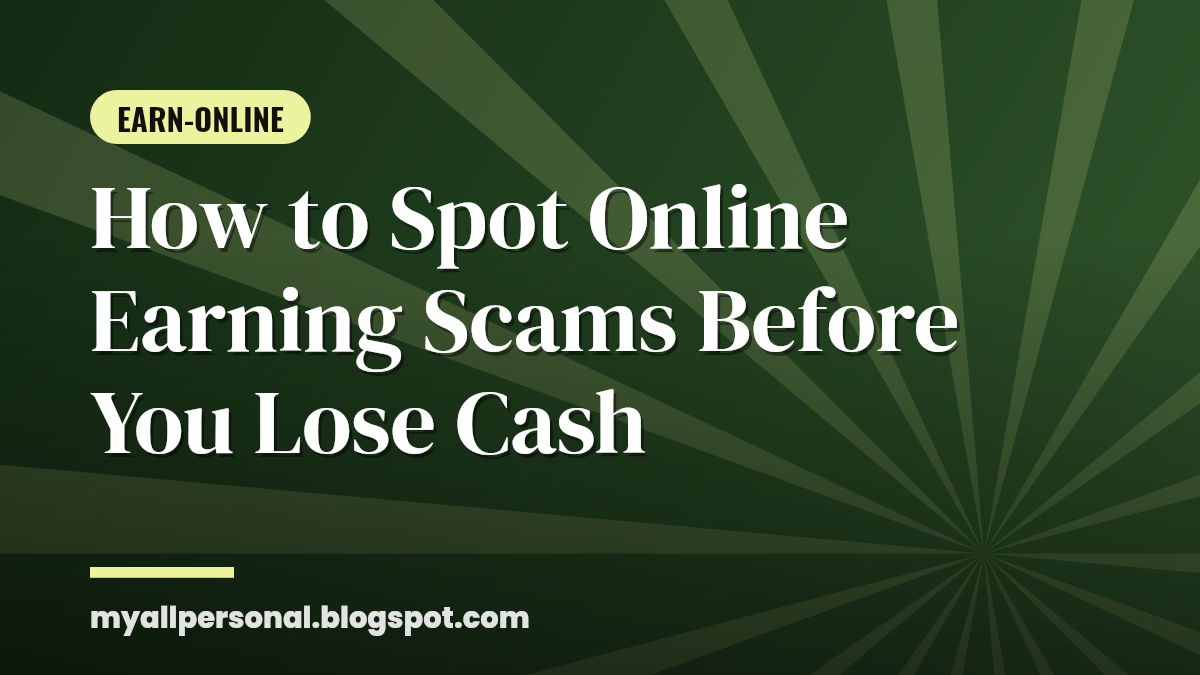 EARN-ONLINE
How to Spot Online
Earning Scams Before
You Lose Cash
myallpersonal.blogspot.com